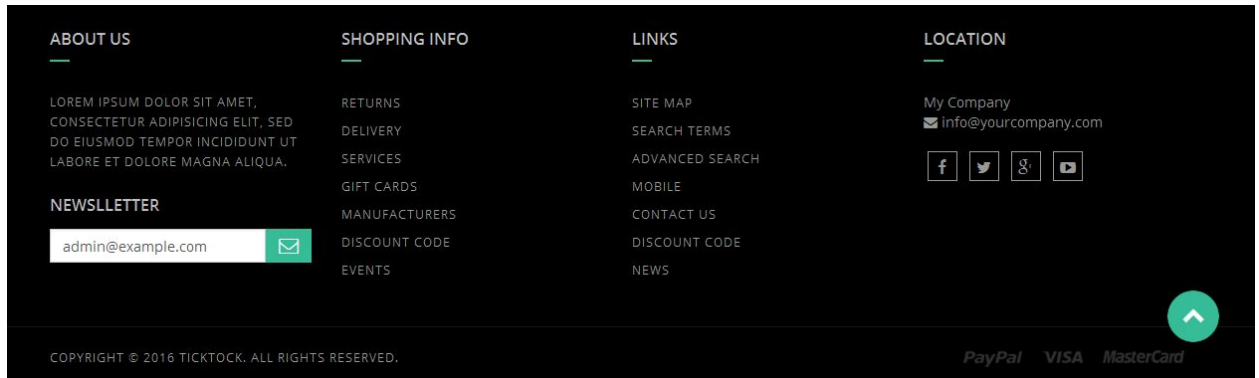 ABOUT US
LOREM IPSUM DOLOR SIT AMET,
CONSECTETUR ADIPISICING ELIT, SED
DO EIUSMOD TEMPOR INCIDIDUNT UT
LABORE ET DOLORE MAGNA ALIQUA.
NEWSLLETTER
admin@example.com
SHOPPING INFO
RETURNS
DELIVERY
SERVICES
GIFT CARDS
MANUFACTURERS
DISCOUNT CODE
EVENTS
LINKS
SITE MAP
SEARCH TERMS
ADVANCED SEARCH
MOBILE
CONTACT US
DISCOUNT CODE
NEWS
LOCATION
My Company
info@yourcompany.com
COPYRIGHT © 2016 TICKTOCK. ALL RIGHTS RESERVED.
PayPal VISA MasterCard